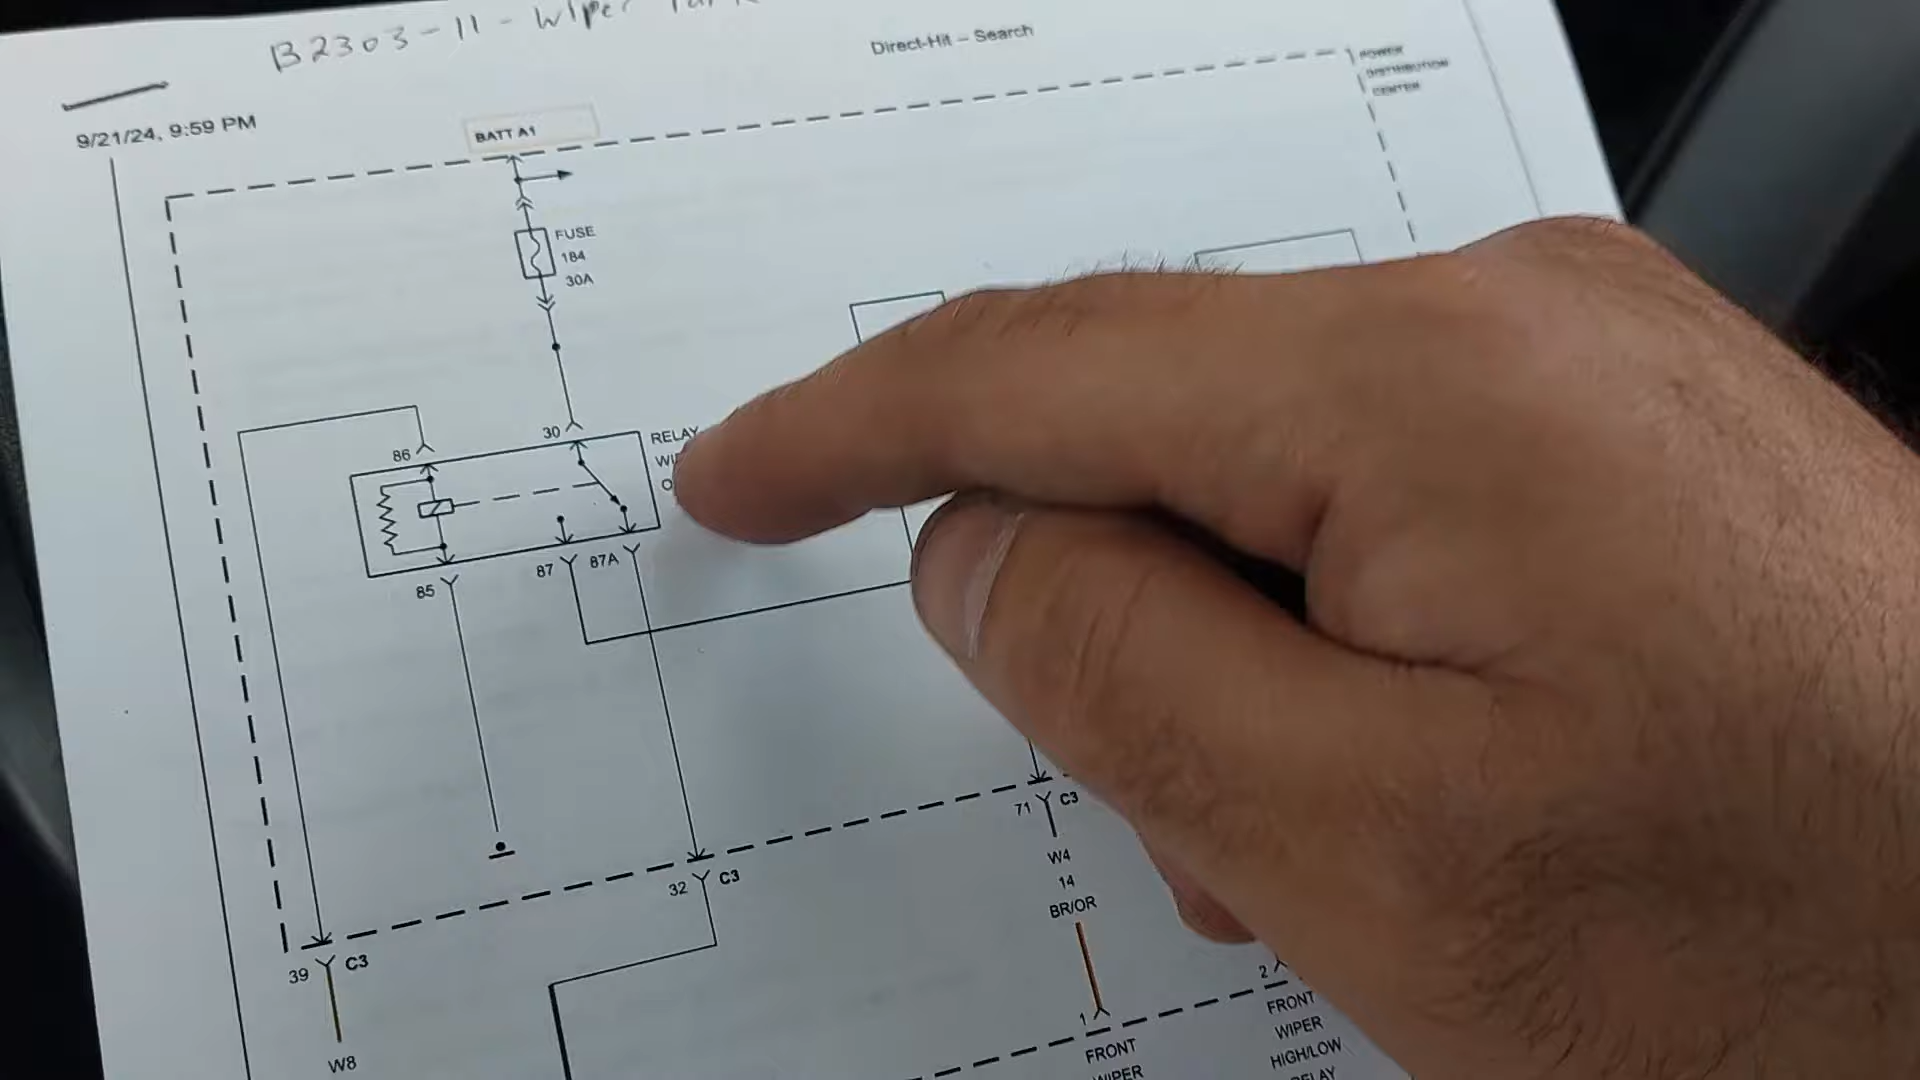 B2303-11 - Wiper
Direct-Hit – Search
9/21/24, 9:59 PM
POWER
DISTRIBUTION
CENTER
BATT A1
FUSE
184
30A
30
RELAY
86
85
87
87A
71 C3
W4
14
BR/OR
32 C3
39 C3
W8
1
FRONT
WIPER
2
FRONT
WIPER
HIGH/LOW